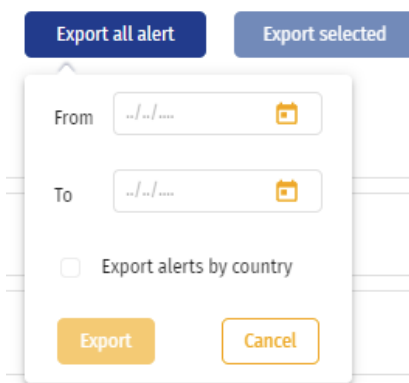 Export all alert Export selected
From ../../....
To ../../....
Export alerts by country
Export Cancel